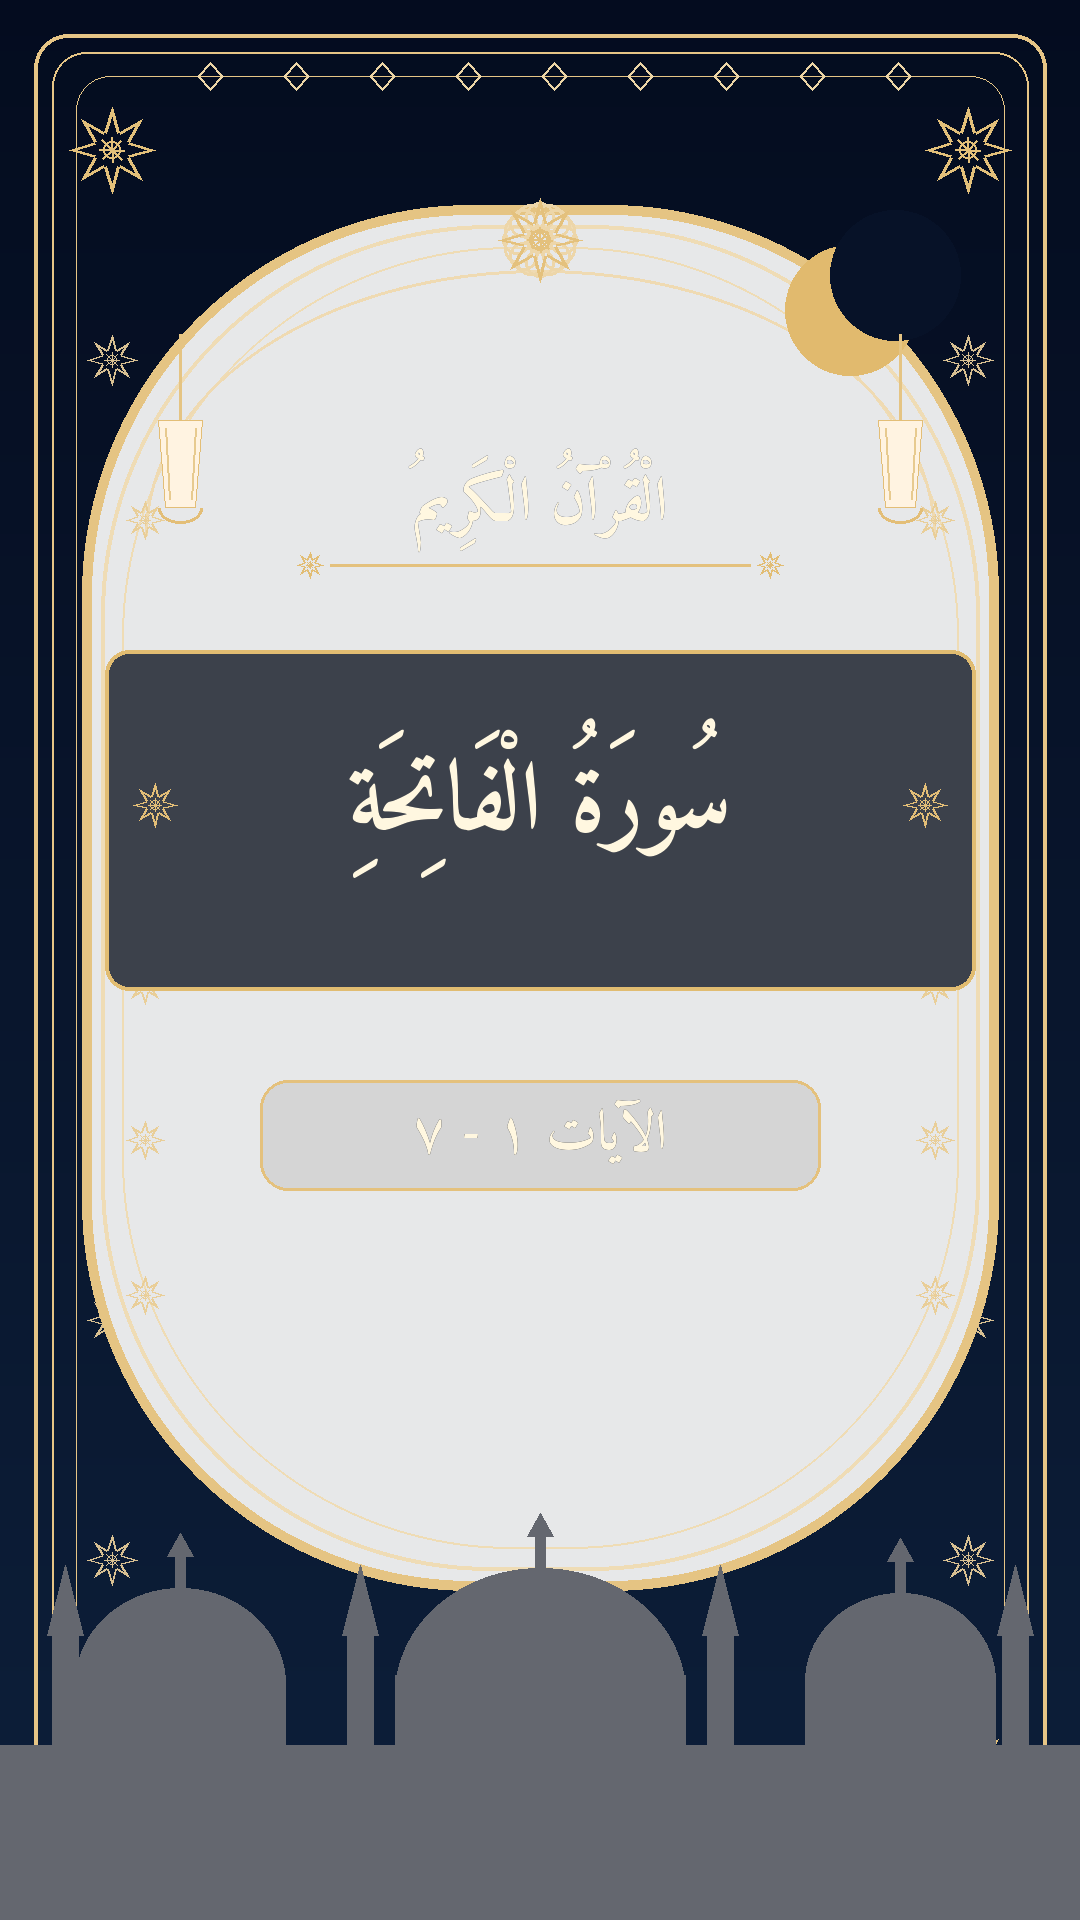 الْقُرْآنُ الْكَرِيمُ
سُورَةُ الْفَاتِحَةِ
الآيات ١ - ٧